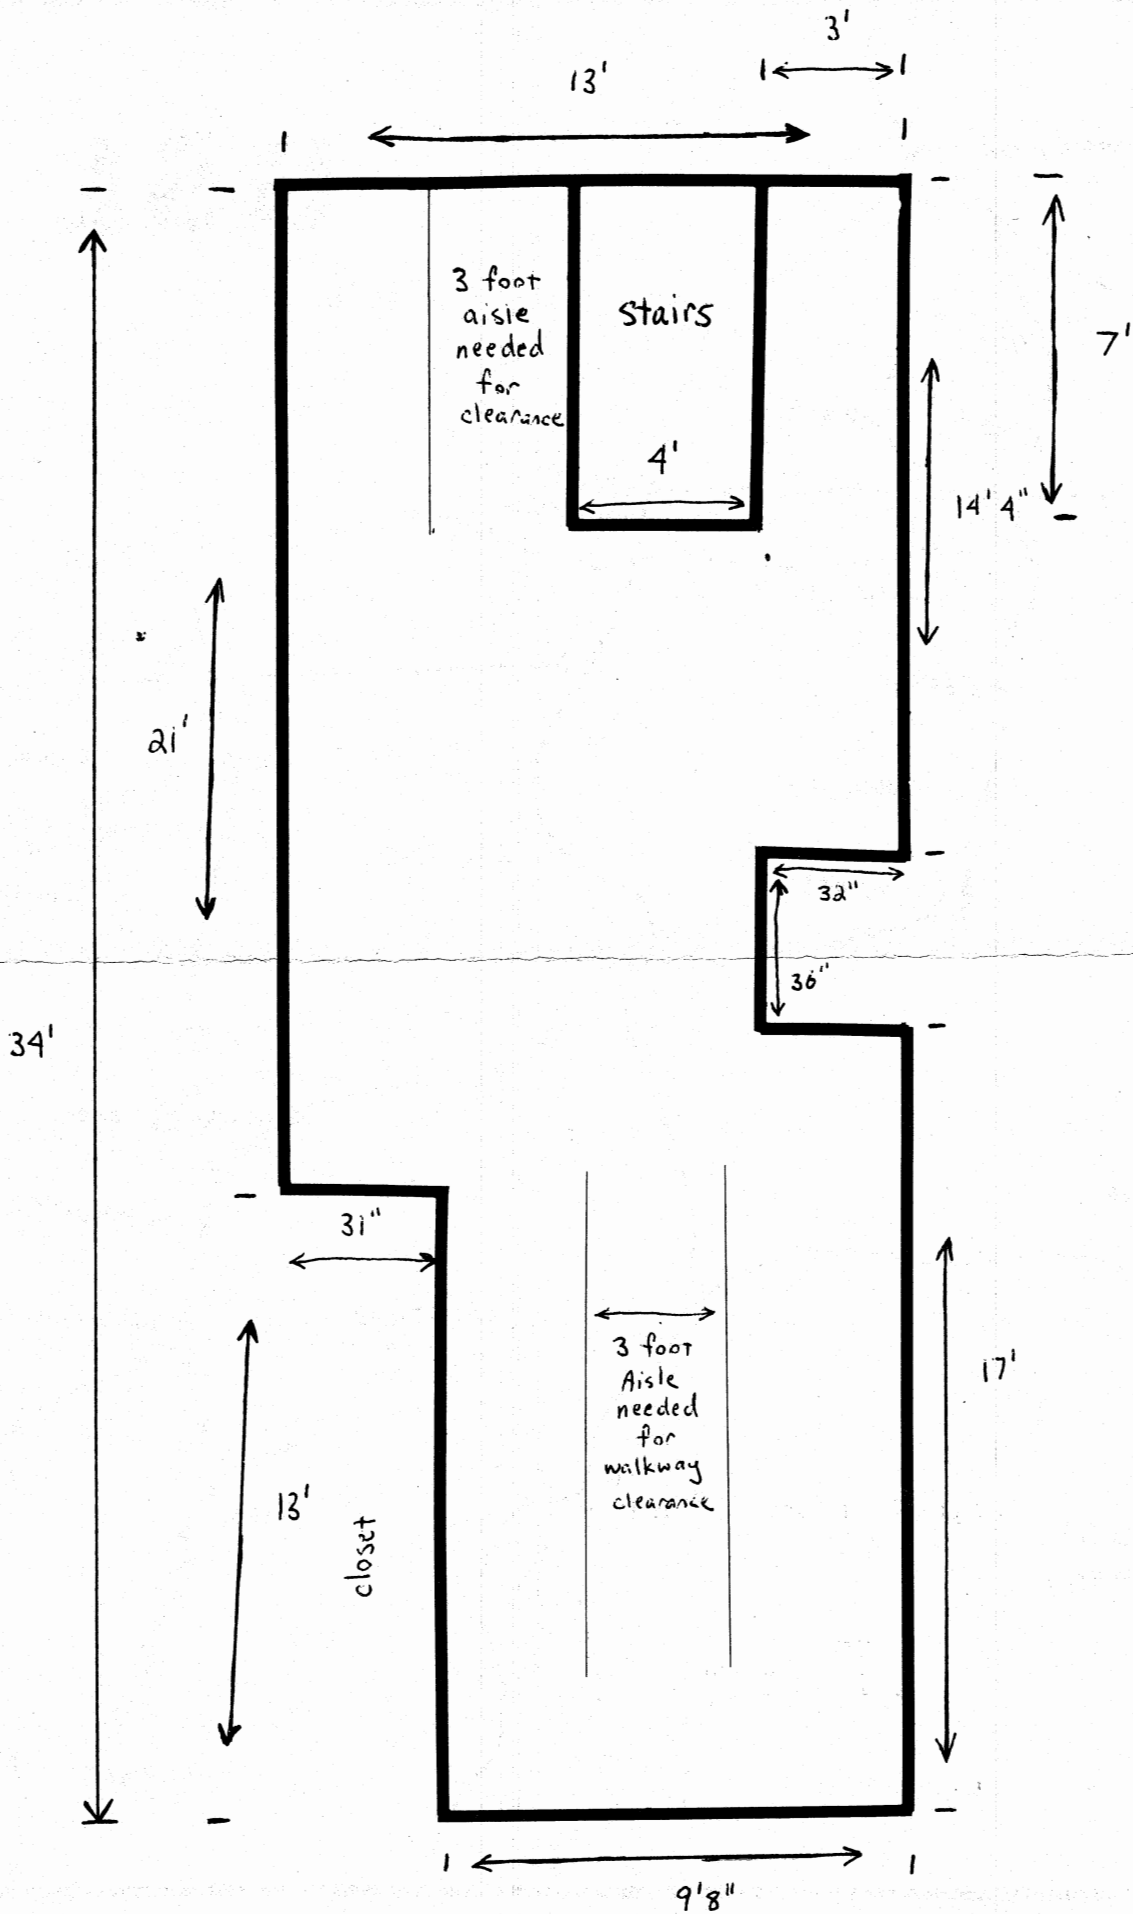 3'
13'
3 foot
aisle
needed
for
clearance
stairs
7'
4'
14' 4"
21'
32"
36"
34'
31"
3 foot
Aisle
needed
for
walkway
clearance
17'
13'
closet
9'8"